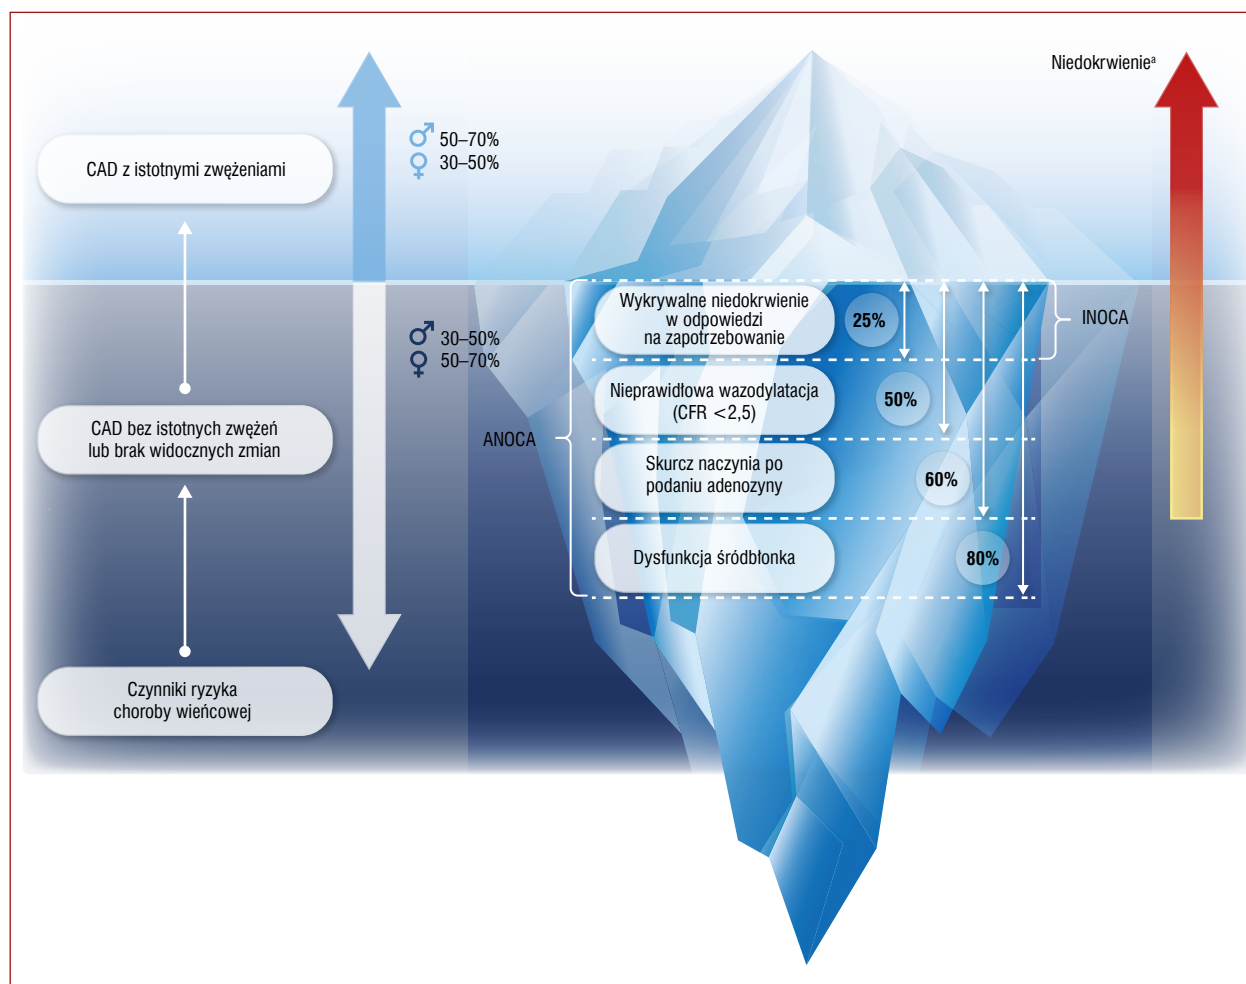 Niedokrwienieᵃ
CAD z istotnymi zwężeniami
♂ 50–70%
♀ 30–50%
♂ 30–50%
♀ 50–70%
CAD bez istotnych zwężeń
lub brak widocznych zmian
Czynniki ryzyka
choroby wieńcowej
ANOCA
Wykrywalne niedokrwienie
w odpowiedzi
na zapotrzebowanie
25%
INOCA
Nieprawidłowa wazodylatacja
(CFR <2,5)
50%
Skurcz naczynia po
podaniu adenozyny
60%
Dysfunkcja śródbłonka
80%